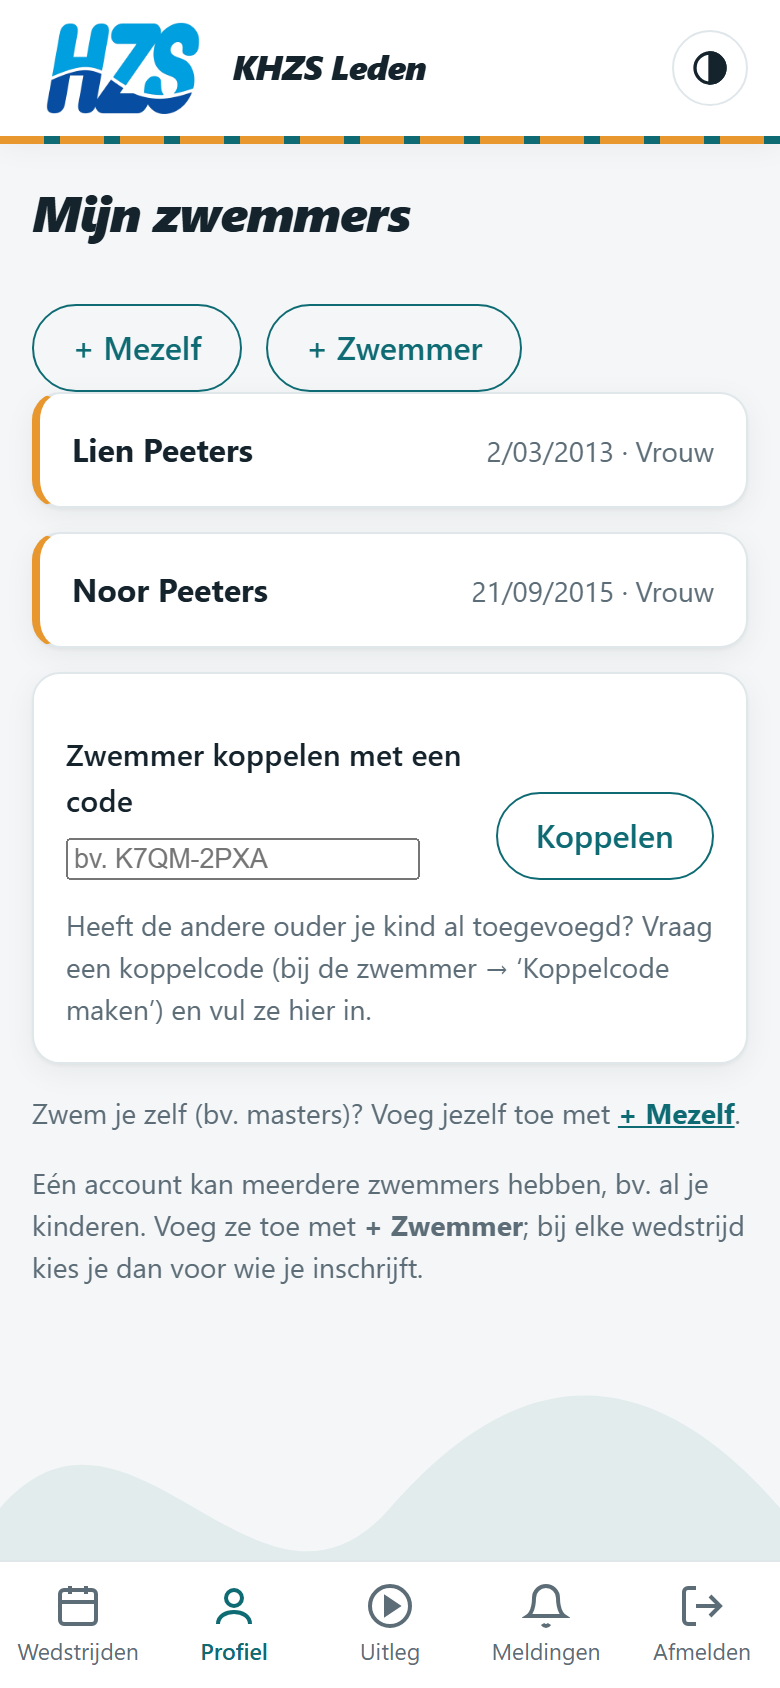 HZS
KHZS Leden
Mijn zwemmers
+ Mezelf
+ Zwemmer
Lien Peeters
2/03/2013 · Vrouw
Noor Peeters
21/09/2015 · Vrouw
Zwemmer koppelen met een
code
bv. K7QM-2PXA
Koppelen
Heeft de andere ouder je kind al toegevoegd? Vraag
een koppelcode (bij de zwemmer → ‘Koppelcode
maken’) en vul ze hier in.
Zwem je zelf (bv. masters)? Voeg jezelf toe met + Mezelf.
Eén account kan meerdere zwemmers hebben, bv. al je
kinderen. Voeg ze toe met + Zwemmer; bij elke wedstrijd
kies je dan voor wie je inschrijft.
Wedstrijden
Profiel
Uitleg
Meldingen
Afmelden